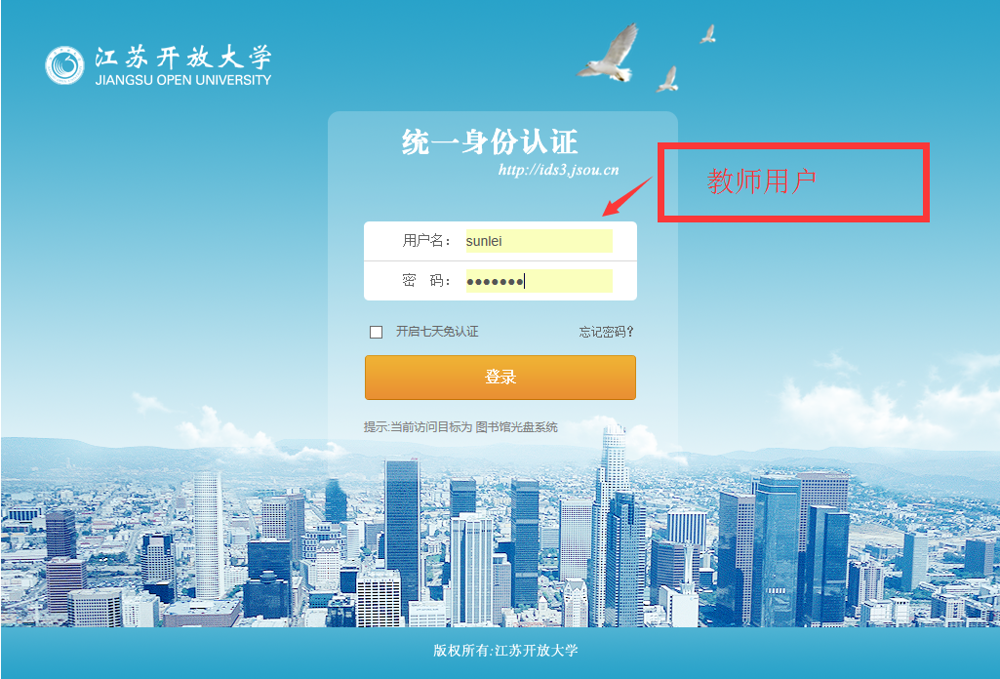 江苏开放大学
JIANGSU OPEN UNIVERSITY
统一身份认证
http://ids3.jsou.cn
教师用户
用户名： sunlei
密 码： ●●●●●●●
开启七天免认证 忘记密码?
登录
提示:当前访问目标为 图书馆光盘系统
版权所有:江苏开放大学